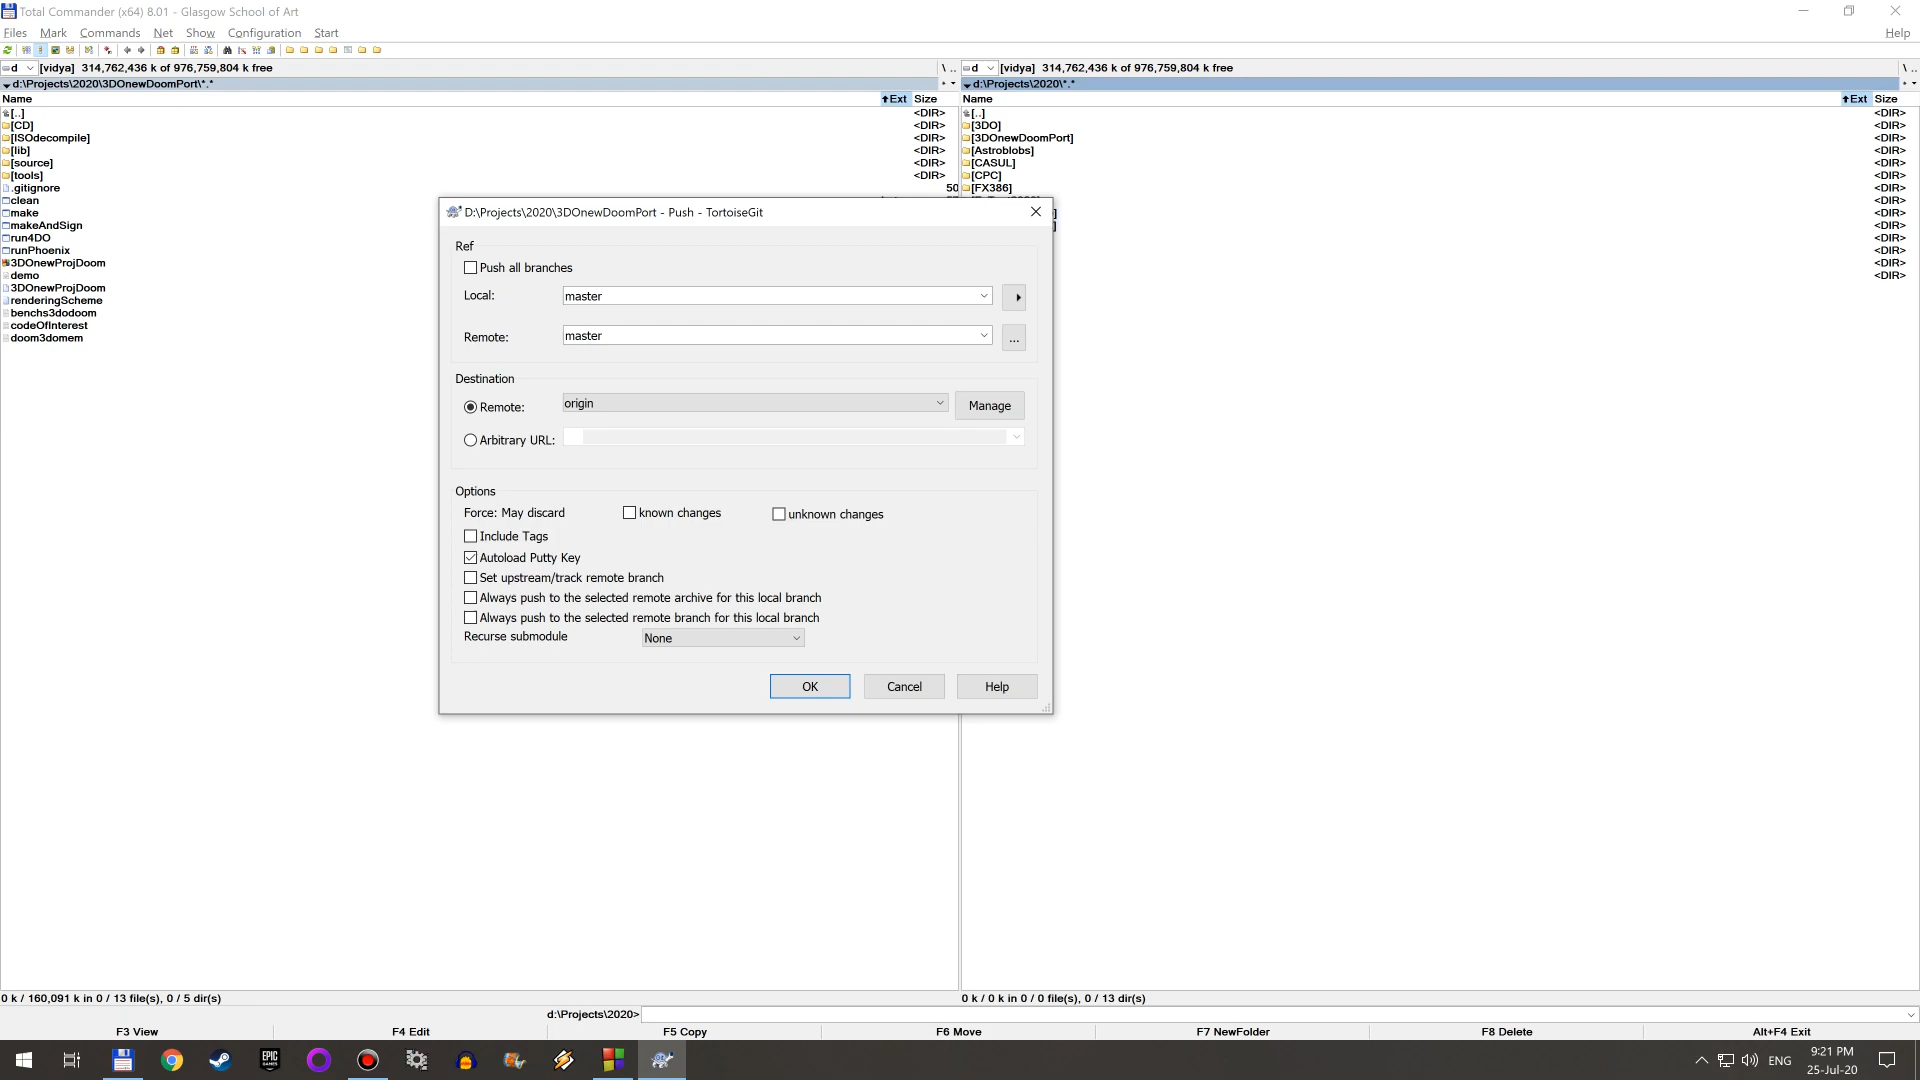 Total Commander (x64) 8.01 - Glasgow School of Art
Files Mark Commands Net Show Configuration Start Help
d [vidya] 314,762,436 k of 976,759,804 k free \ ..
d:\Projects\2020\3DOnewDoomPort\*.*
Name Ext Size
[..] <DIR>
[CD] <DIR>
[ISOdecompile] <DIR>
[lib] <DIR>
[source] <DIR>
[tools] <DIR>
.gitignore 50
clean
make
makeAndSign
run4DO
runPhoenix
3DOnewProjDoom
demo
3DOnewProjDoom
renderingScheme
benchs3dodoom
codeOfInterest
doom3domem
d [vidya] 314,762,436 k of 976,759,804 k free \ ..
d:\Projects\2020\*.*
Name Ext Size
[..] <DIR>
[3DO] <DIR>
[3DOnewDoomPort] <DIR>
[Astroblobs] <DIR>
[CASUL] <DIR>
[CPC] <DIR>
[FX386] <DIR>
<DIR>
] <DIR>
] <DIR>
<DIR>
<DIR>
<DIR>
<DIR>
D:\Projects\2020\3DOnewDoomPort - Push - TortoiseGit
Ref
Push all branches
Local: master
Remote: master ...
Destination
Remote: origin Manage
Arbitrary URL:
Options
Force: May discard known changes unknown changes
Include Tags
Autoload Putty Key
Set upstream/track remote branch
Always push to the selected remote archive for this local branch
Always push to the selected remote branch for this local branch
Recurse submodule None
OK Cancel Help
0 k / 160,091 k in 0 / 13 file(s), 0 / 5 dir(s)
0 k / 0 k in 0 / 0 file(s), 0 / 13 dir(s)
d:\Projects\2020>
F3 View F4 Edit F5 Copy F6 Move F7 NewFolder F8 Delete Alt+F4 Exit
EPIC GAMES
ENG
9:21 PM
25-Jul-20